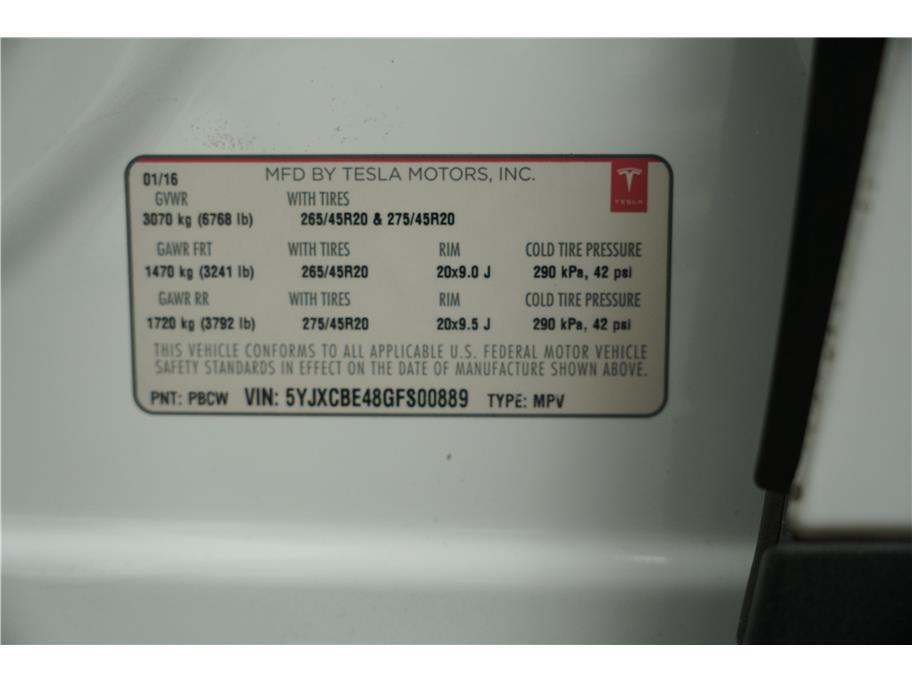 MFD BY TESLA MOTORS, INC.
TESLA
01/16
GVWR WITH TIRES
3070 kg (6768 lb) 265/45R20 & 275/45R20
GAWR FRT WITH TIRES RIM COLD TIRE PRESSURE
1470 kg (3241 lb) 265/45R20 20x9.0 J 290 kPa, 42 psi
GAWR RR WITH TIRES RIM COLD TIRE PRESSURE
1720 kg (3792 lb) 275/45R20 20x9.5 J 290 kPa, 42 psi
THIS VEHICLE CONFORMS TO ALL APPLICABLE U.S. FEDERAL MOTOR VEHICLE
SAFETY STANDARDS IN EFFECT ON THE DATE OF MANUFACTURE SHOWN ABOVE.
PNT: PBCW VIN: 5YJXCBE48GFS00889 TYPE: MPV